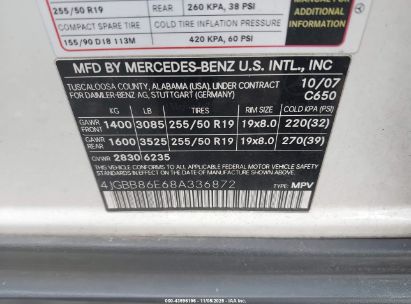 255/50 R19 REAR 260 KPA, 38 PSI
COMPACT SPARE TIRE COLD TIRE INFLATION PRESSURE
155/90 D18 113M 420 KPA, 60 PSI
MANUAL FOR
ADDITIONAL
INFORMATION
MFD BY MERCEDES-BENZ U.S. INTL., INC
TUSCALOOSA COUNTY, ALABAMA (USA), UNDER CONTRACT 10/07
FOR DAIMLER-BENZ AG, STUTTGART (GERMANY) C650
KG LB TIRES RIM SIZE COLD KPA(PSI)
GAWR FRONT 1400 3085 255/50 R19 19x8.0 220(32)
GAWR REAR 1600 3525 255/50 R19 19x8.0 270(39)
GVWR 2830 6235
THIS VEHICLE CONFORMS TO ALL APPLICABLE FEDERAL MOTOR
VEHICLE SAFETY STANDARDS IN EFFECT ON THE DATE OF
MANUFACTURE SHOWN ABOVE.
4JGBB86E68A336872 TYPE: MPV